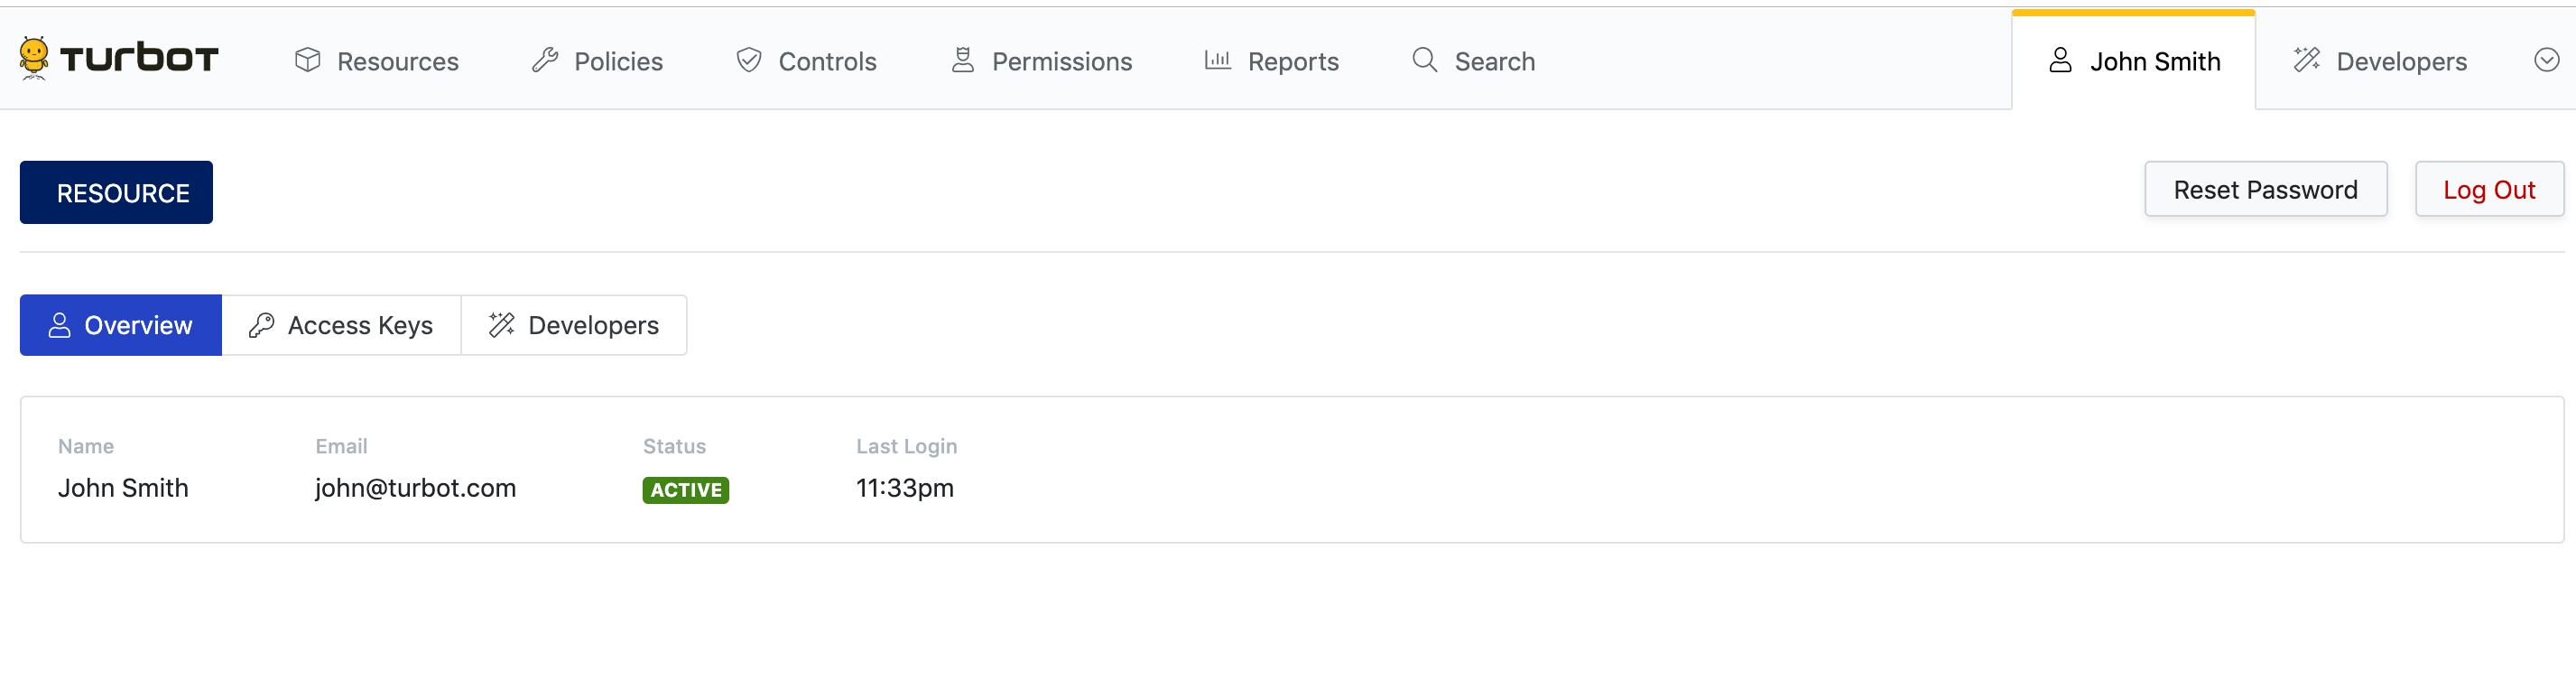 TURBOT Resources Policies Controls Permissions Reports Search John Smith Developers
RESOURCE Reset Password Log Out
Overview Access Keys Developers
Name Email Status Last Login
John Smith john@turbot.com ACTIVE 11:33pm